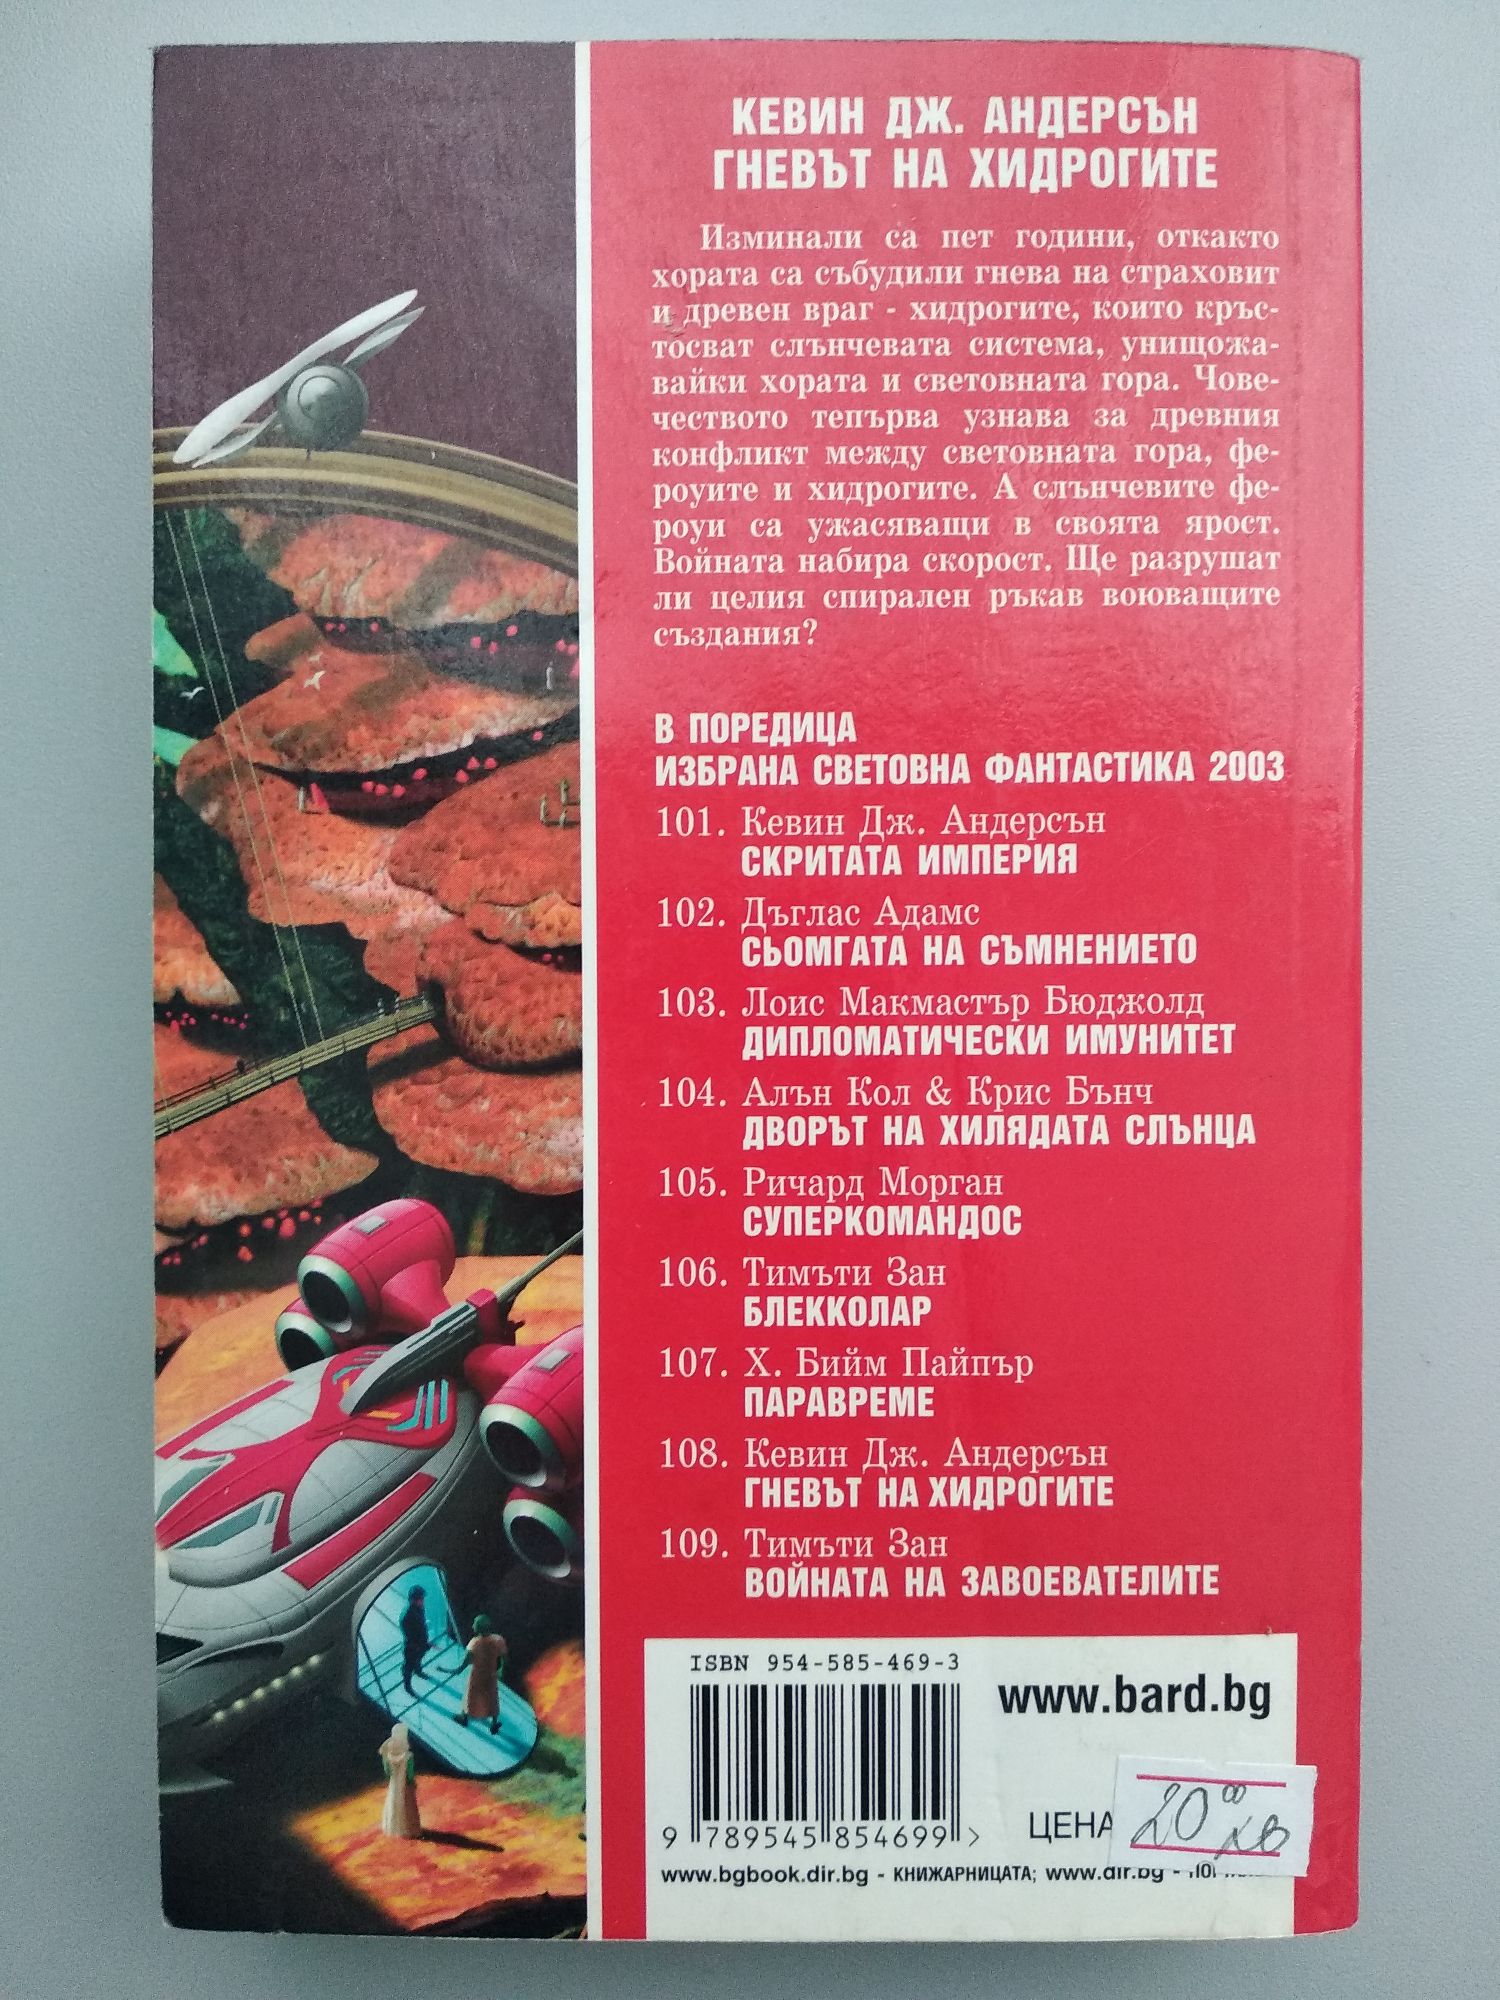 КЕВИН ДЖ. АНДЕРСЪН
ГНЕВЪТ НА ХИДРОГИТЕ
Изминали са пет години, откакто
хората са събудили гнева на страховит
и древен враг - хидрогите, които кръс-
тосват слънчевата система, унищожа-
вайки хората и световната гора. Чове-
чеството тепърва узнава за древния
конфликт между световната гора, фе-
роуите и хидрогите. А слънчевите фе-
роуи са ужасяващи в своята ярост.
Войната набира скорост. Ще разрушат
ли целия спирален ръкав воюващите
създания?
В ПОРЕДИЦА
ИЗБРАНА СВЕТОВНА ФАНТАСТИКА 2003
101. Кевин Дж. Андерсън
СКРИТАТА ИМПЕРИЯ
102. Дъглас Адамс
СЬОМГАТА НА СЪМНЕНИЕТО
103. Лоис Макмастър Бюджолд
ДИПЛОМАТИЧЕСКИ ИМУНИТЕТ
104. Алън Кол & Крис Бънч
ДВОРЪТ НА ХИЛЯДАТА СЛЪНЦА
105. Ричард Морган
СУПЕРКОМАНДОС
106. Тимъти Зан
БЛЕККОЛАР
107. Х. Бийм Пайпър
ПАРАВРЕМЕ
108. Кевин Дж. Андерсън
ГНЕВЪТ НА ХИДРОГИТЕ
109. Тимъти Зан
ВОЙНАТА НА ЗАВОЕВАТЕЛИТЕ
ISBN 954-585-469-3
www.bard.bg
9 789545 854699 >
ЦЕНА
20 00 лв
www.bgbook.dir.bg - КНИЖАРНИЦАТА; www.dir.bg -